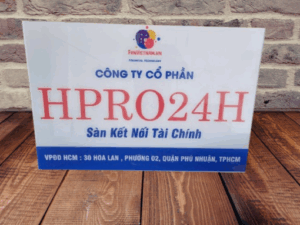 CÔNG TY CỔ PHẦN
HPRO24H
Sàn Kết Nối Tài Chính
VPĐD HCM : 30 HOA LAN , PHƯỜNG 02, QUẬN PHÚ NHUẬN, TPHCM